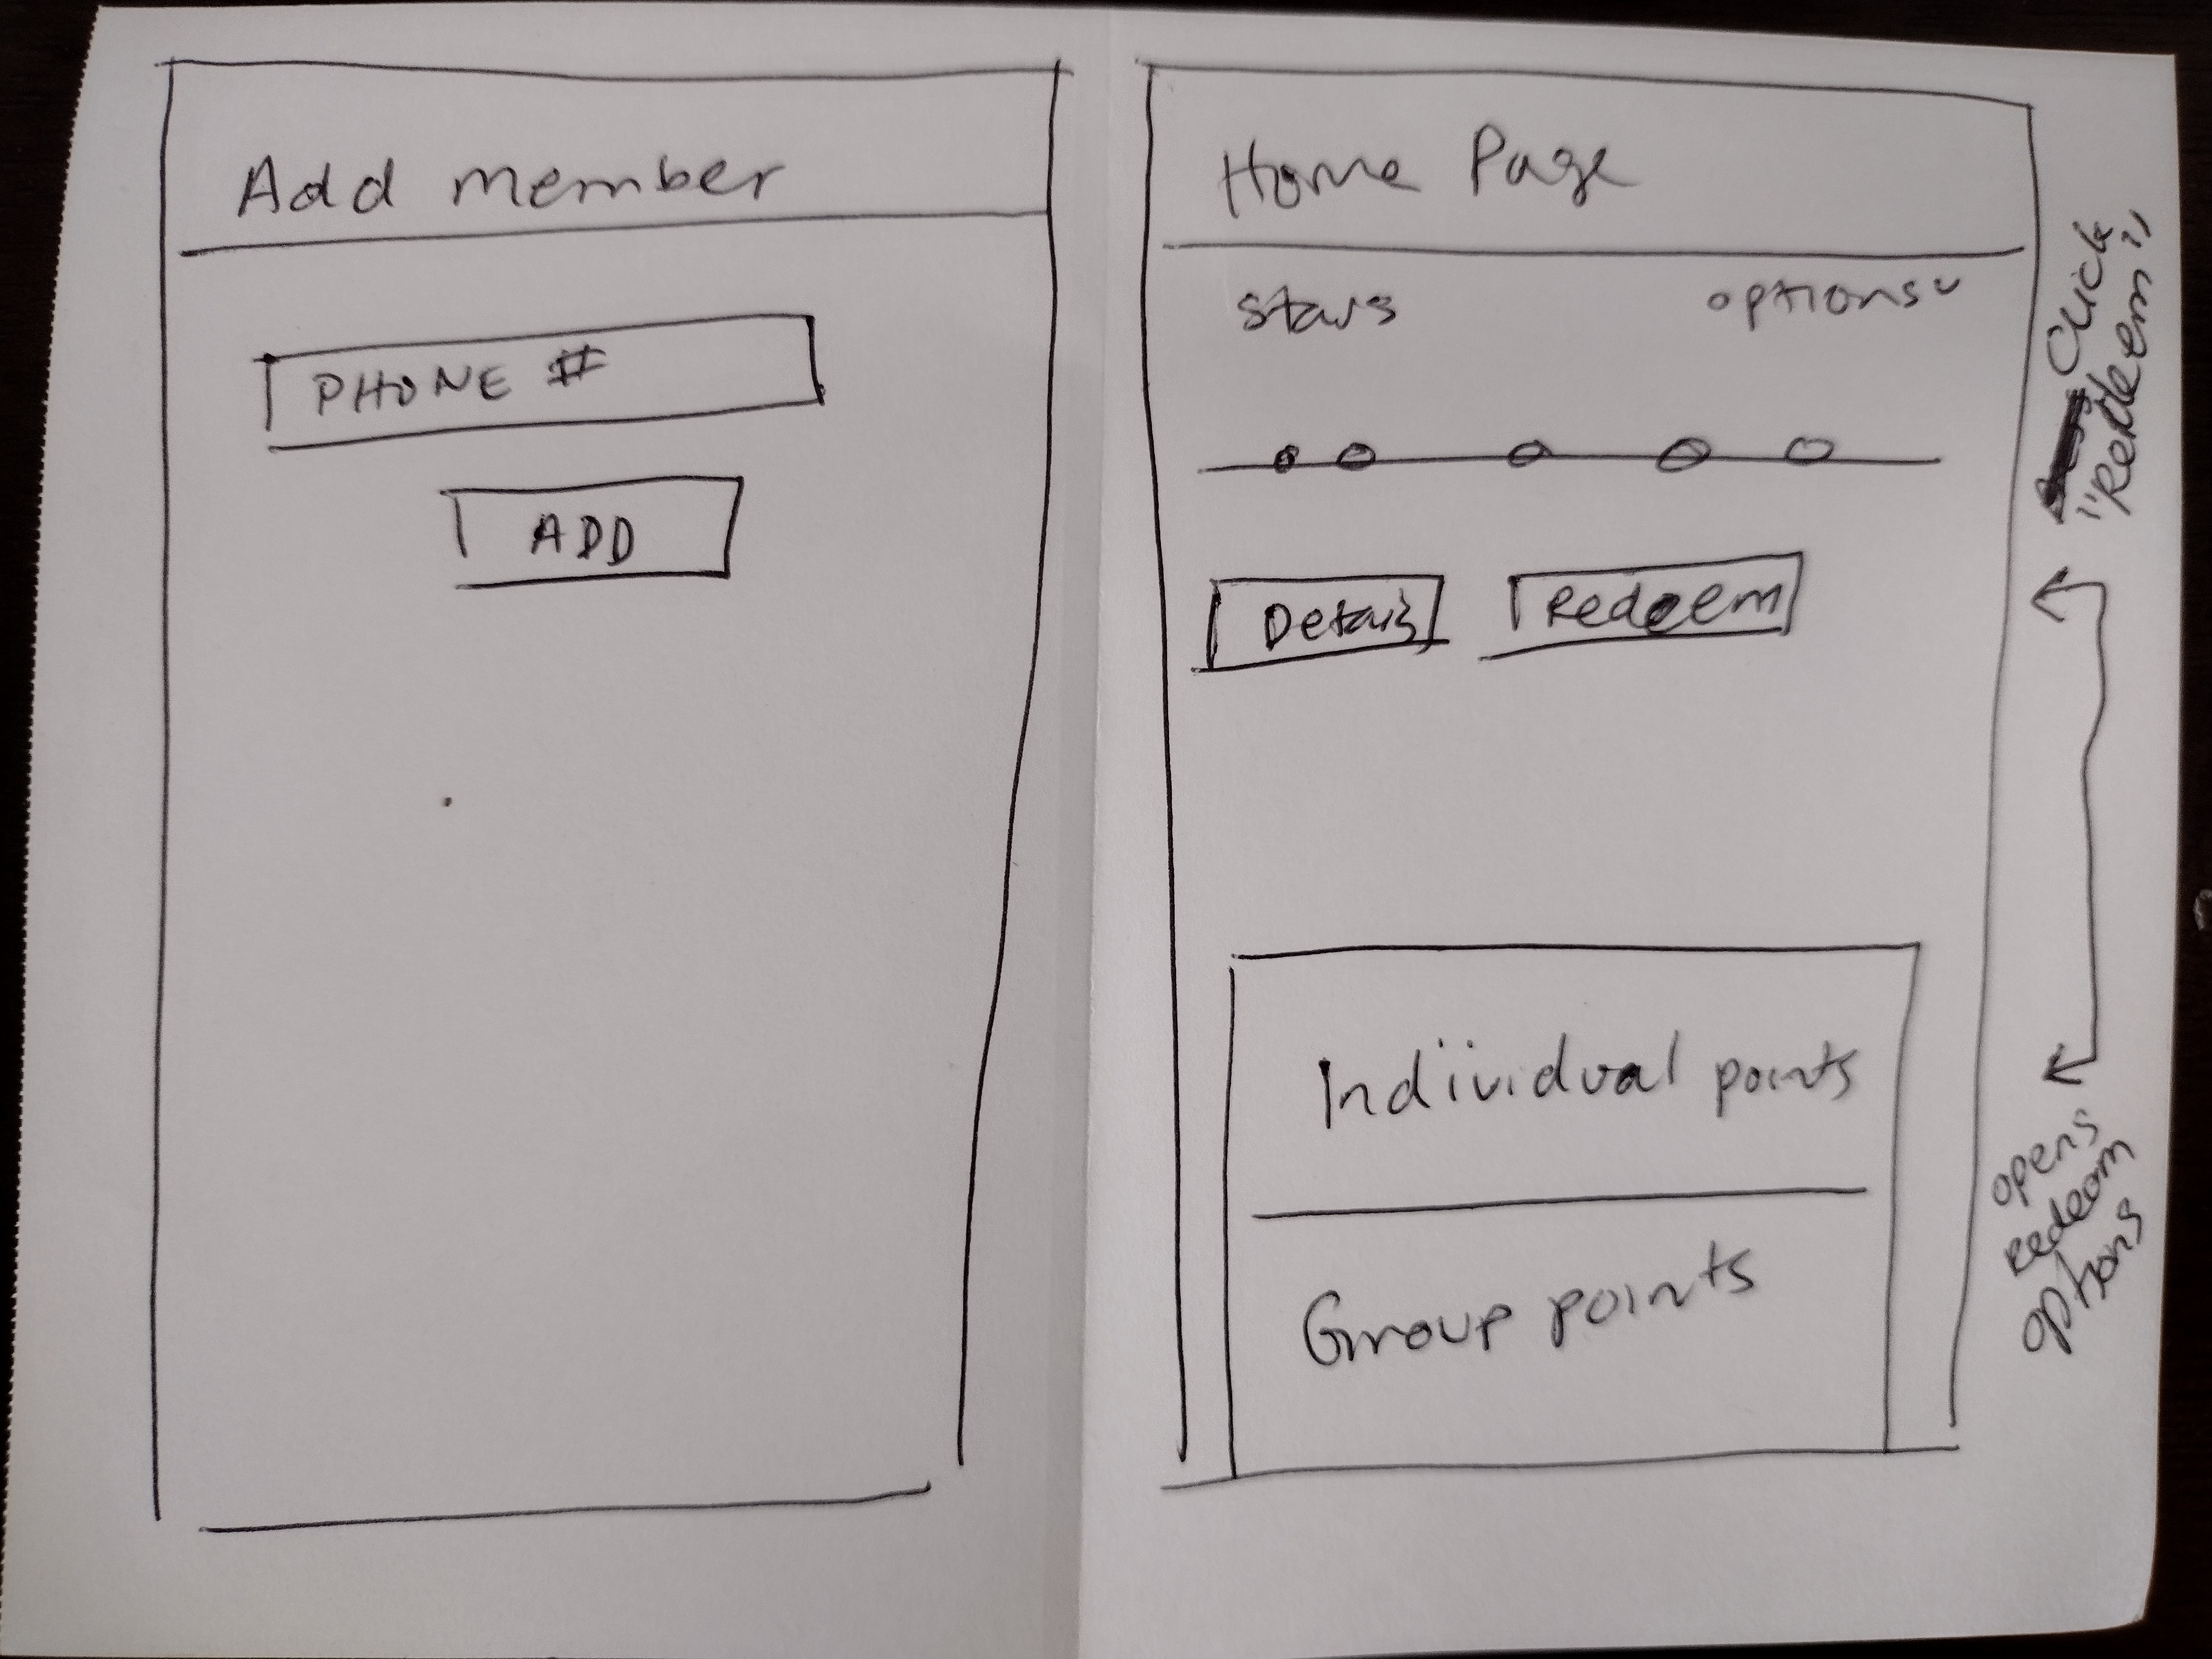 Add member
PHONE #
ADD
Home Page
stars
options
Details
Redeem
Individual points
Group points
Click
"Redeem"
opens
redeem
options